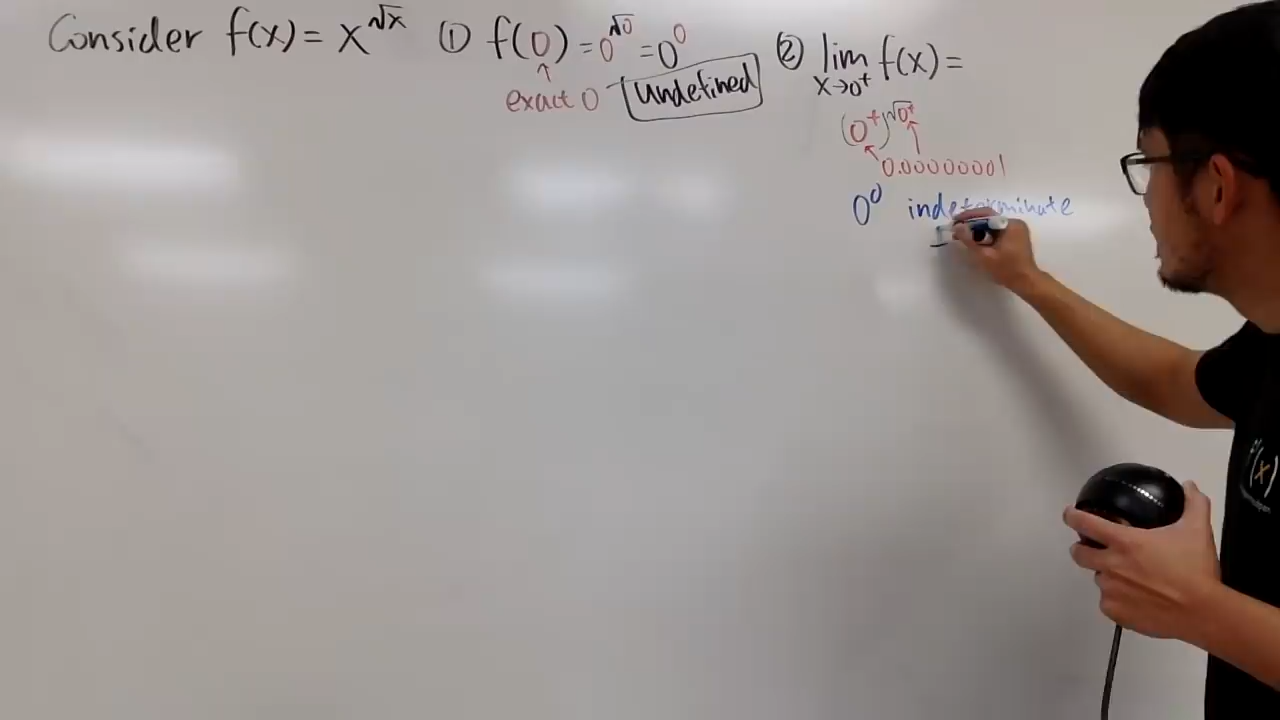 Consider f(x) = x^√x
① f(0) = 0^√0 = 0^0
↑
exact 0
undefined
② lim f(x) =
x→0⁺
(0⁺)^√0⁺
0.00000001
0^0 indeterminate
(x)